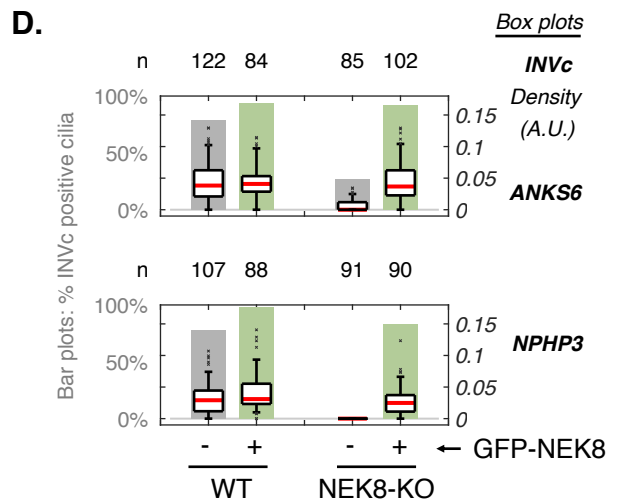 D.
Box plots
n 122 84 85 102 INVc
Density
(A.U.)
100% 0.15
50% 0.1
0.05 ANKS6
0% 0
n 107 88 91 90
100% 0.15
NPHP3
50% 0.1
0.05
0% 0
Bar plots: % INVc positive cilia
- + - + ← GFP-NEK8
WT NEK8-KO